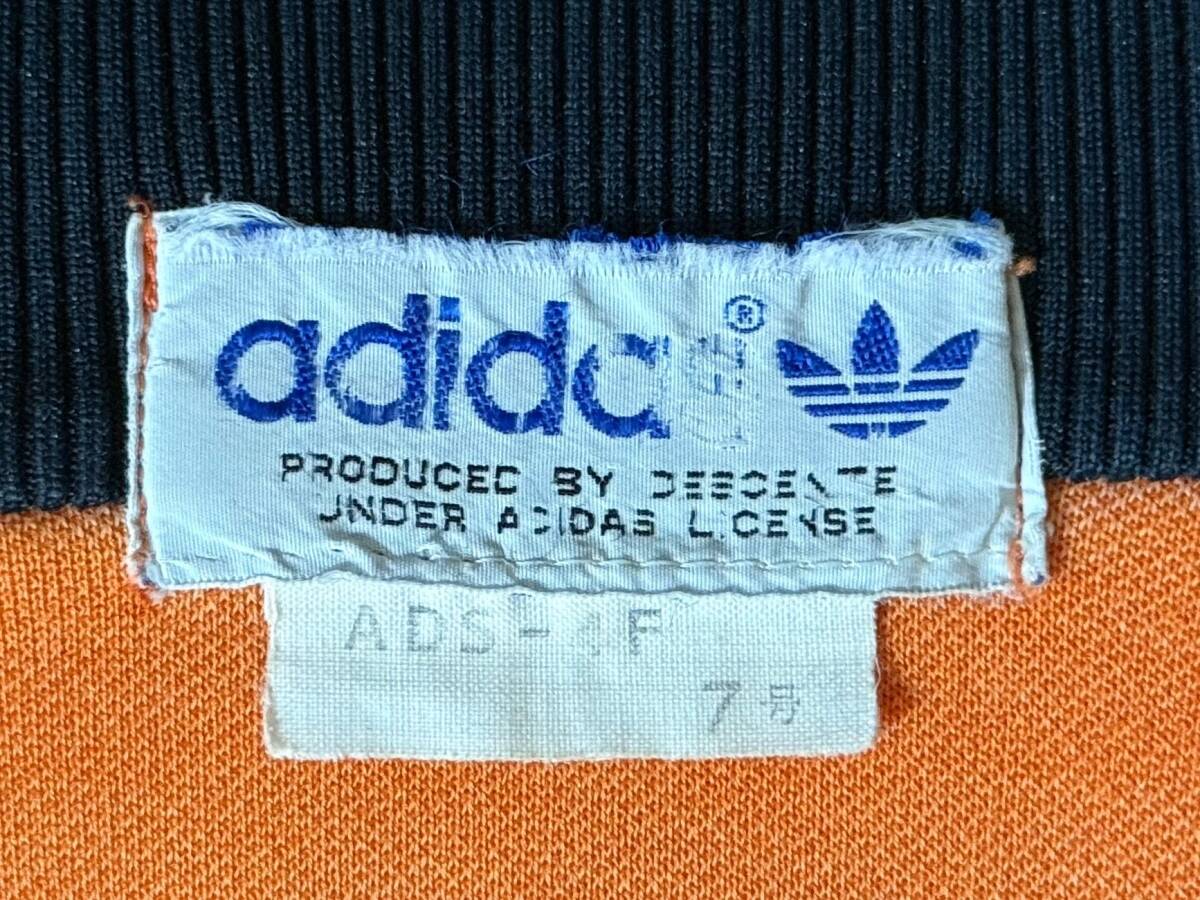 adidas®
PRODUCED BY DESCENTE
UNDER ADIDAS LICENSE
7号